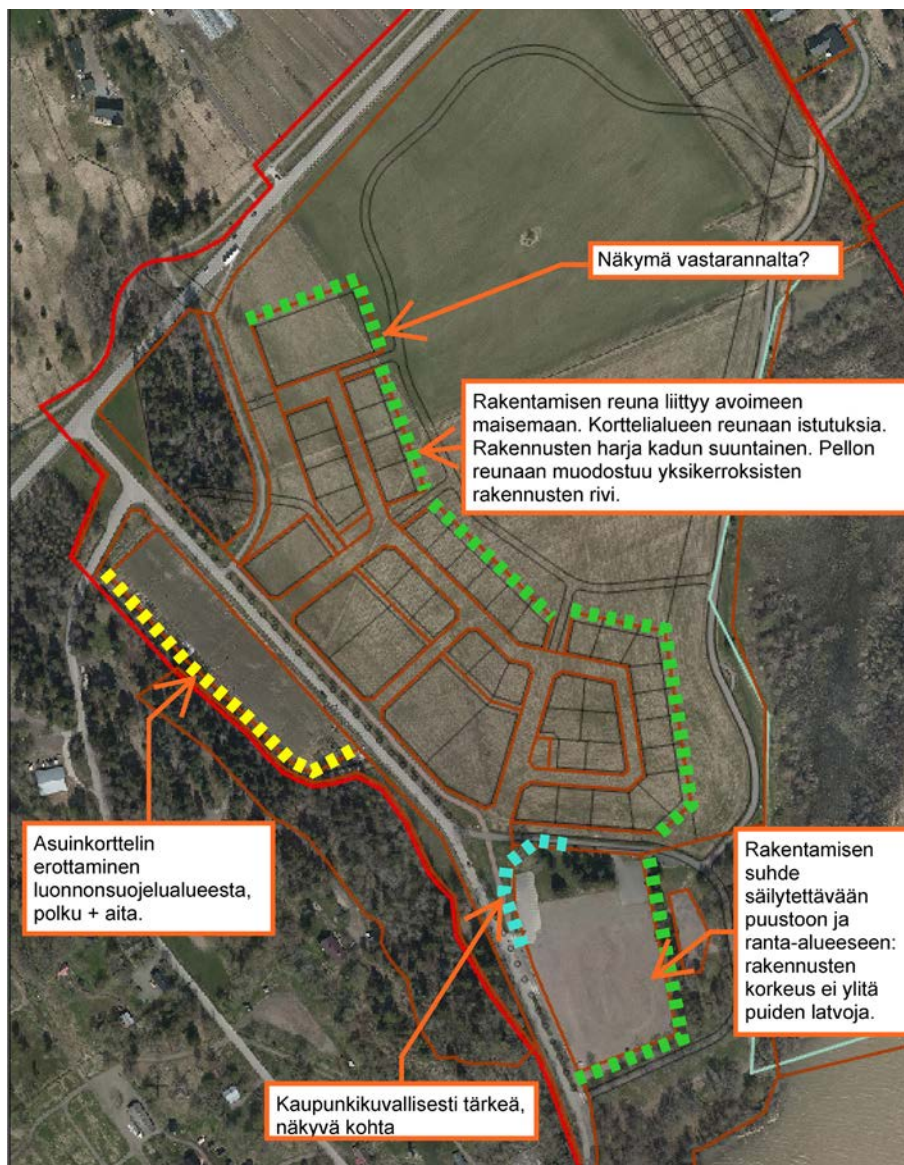 Näkymä vastarannalta?
Rakentamisen reuna liittyy avoimeen
maisemaan. Korttelialueen reunaan istutuksia.
Rakennusten harja kadun suuntainen. Pellon
reunaan muodostuu yksikerroksisten
rakennusten rivi.
Asuinkorttelin
erottaminen
luonnonsuojelualueesta,
polku + aita.
Rakentamisen
suhde
säilytettävään
puustoon ja
ranta-alueeseen:
rakennusten
korkeus ei ylitä
puiden latvoja.
Kaupunkikuvallisesti tärkeä,
näkyvä kohta